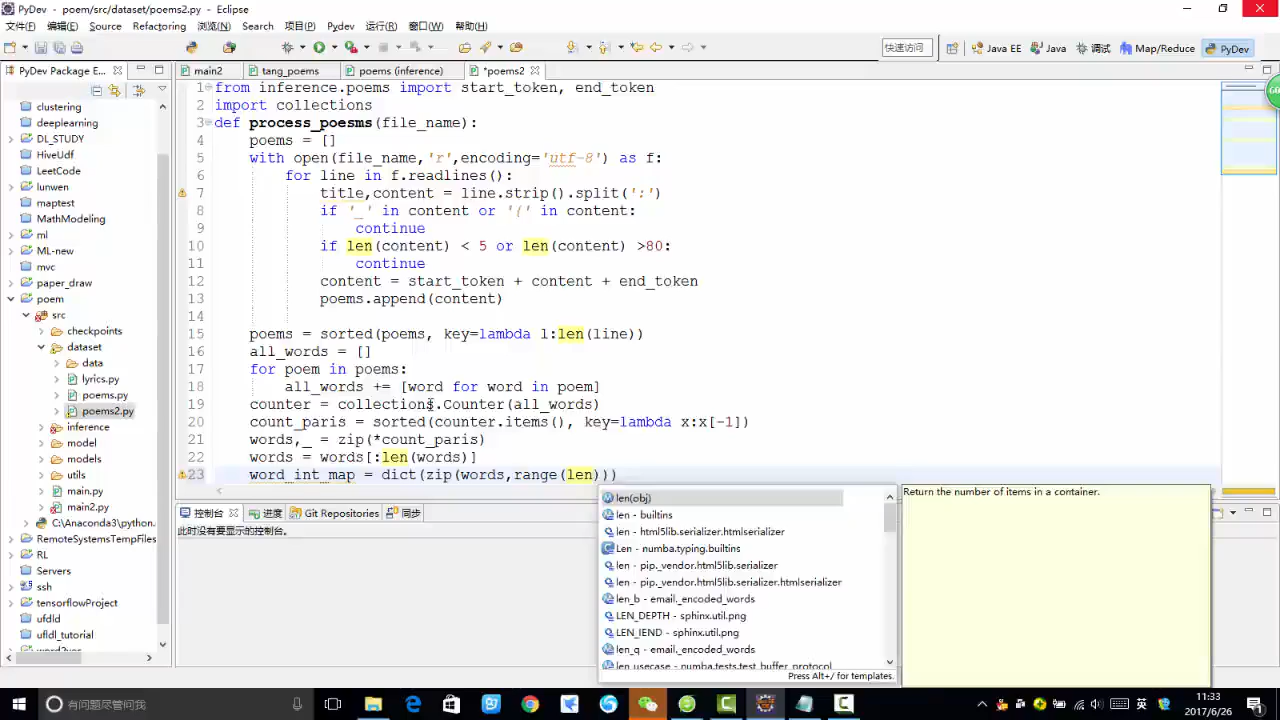 PyDev - poem/src/dataset/poems2.py - Eclipse
文件(F) 编辑(E) Source Refactoring 浏览(N) Search 项目(P) Pydev 运行(R) 窗口(W) 帮助(H)
快速访问 Java EE Java 调试 Map/Reduce PyDev
PyDev Package E... main2 tang_poems poems (inference) *poems2
clustering
deeplearning
DL_STUDY
HiveUdf
LeetCode
lunwen
maptest
MathModeling
ml
ML-new
mvc
paper_draw
poem
src
checkpoints
dataset
data
lyrics.py
poems.py
poems2.py
inference
model
models
utils
main.py
main2.py
C:\Anaconda3\python.
RemoteSystemsTempFiles
RL
Servers
ssh
tensorflowProject
ufdld
ufdl_tutorial
word2vec
1 from inference.poems import start_token, end_token
2 import collections
3 def process_poesms(file_name):
4 poems = []
5 with open(file_name,'r',encoding='utf-8') as f:
6 for line in f.readlines():
7 title,content = line.strip().split(':')
8 if '_' in content or '(' in content:
9 continue
10 if len(content) < 5 or len(content) >80:
11 continue
12 content = start_token + content + end_token
13 poems.append(content)
14
15 poems = sorted(poems, key=lambda l:len(line))
16 all_words = []
17 for poem in poems:
18 all_words += [word for word in poem]
19 counter = collections.Counter(all_words)
20 count_paris = sorted(counter.items(), key=lambda x:x[-1])
21 words,_ = zip(*count_paris)
22 words = words[:len(words)]
23 word_int_map = dict(zip(words,range(len)))
len(obj)
len - builtins
len - html5lib.serializer.htmlserializer
Len - numba.typing.builtins
len - pip._vendor.html5lib.serializer
len - pip._vendor.html5lib.serializer.htmlserializer
len_b - email._encoded_words
LEN_DEPTH - sphinx.util.png
LEN_IEND - sphinx.util.png
len_q - email._encoded_words
len_usecase - numba.tests.test_buffer_protocol
Press Alt+/ for templates.
Return the number of items in a container.
控制台 进度 Git Repositories 同步
此时没有要显示的控制台。
有问题尽管问我
11:33
2017/6/26